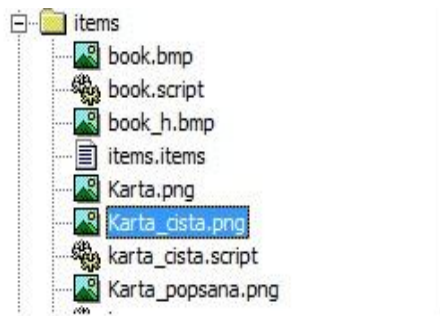 items
book.bmp
book.script
book_h.bmp
items.items
Karta.png
Karta_cista.png
karta_cista.script
Karta_popsana.png